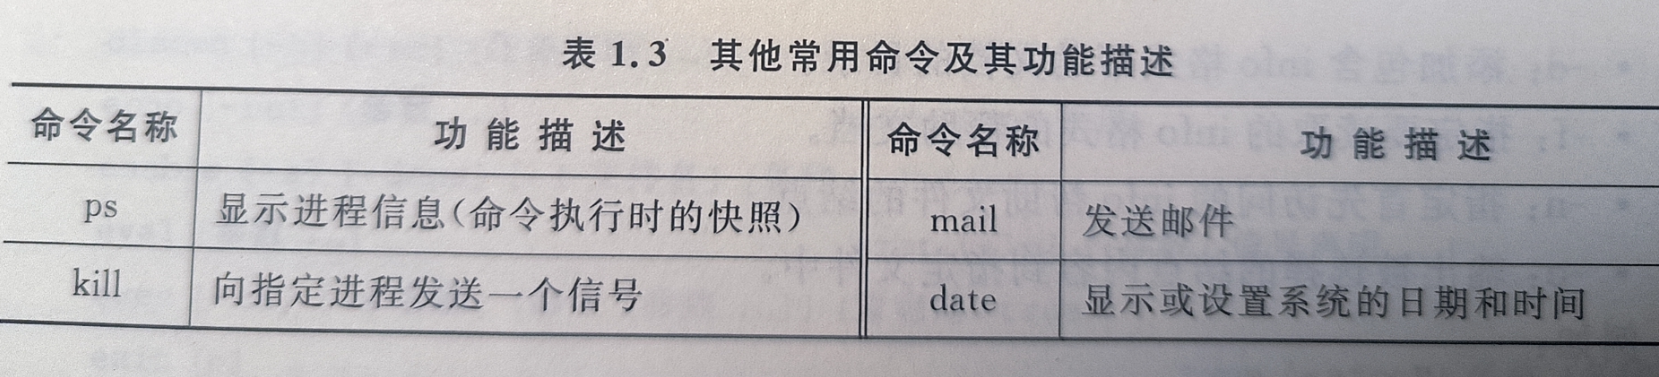 表 1.3 其他常用命令及其功能描述
命令名称 功能描述 命令名称 功能描述
ps 显示进程信息(命令执行时的快照) mail 发送邮件
kill 向指定进程发送一个信号 date 显示或设置系统的日期和时间